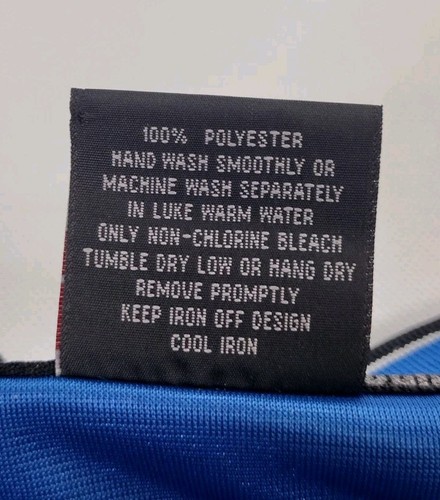 100% POLYESTER
HAND WASH SMOOTHLY OR
MACHINE WASH SEPARATELY
IN LUKE WARM WATER
ONLY NON-CHLORINE BLEACH
TUMBLE DRY LOW OR HANG DRY
REMOVE PROMPTLY
KEEP IRON OFF DESIGN
COOL IRON